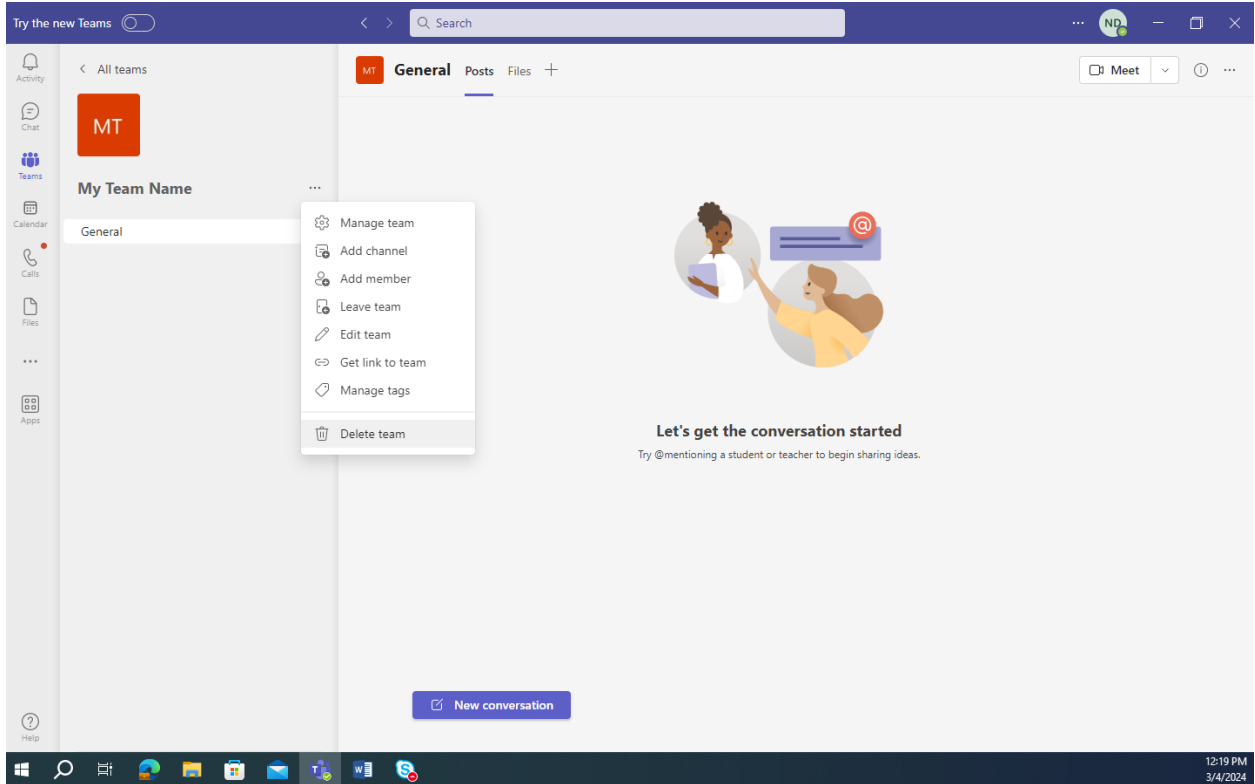 Try the new Teams
Search
ND
Activity
Chat
Teams
Calendar
Calls
Files
Apps
Help
All teams
MT
My Team Name
General
Manage team
Add channel
Add member
Leave team
Edit team
Get link to team
Manage tags
Delete team
MT General Posts Files
Meet
@
Let's get the conversation started
Try @mentioning a student or teacher to begin sharing ideas.
New conversation
12:19 PM
3/4/2024